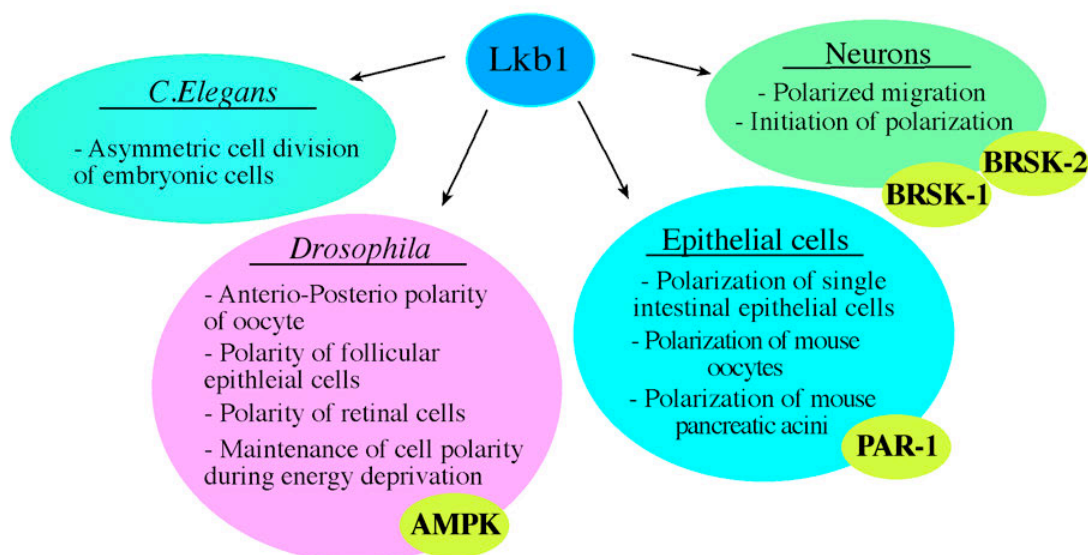 Lkb1
C.Elegans
- Asymmetric cell division
of embryonic cells
Neurons
- Polarized migration
- Initiation of polarization
BRSK-2
BRSK-1
Drosophila
- Anterio-Posterio polarity
of oocyte
- Polarity of follicular
epithleial cells
- Polarity of retinal cells
- Maintenance of cell polarity
during energy deprivation
AMPK
Epithelial cells
- Polarization of single
intestinal epithelial cells
- Polarization of mouse
oocytes
- Polarization of mouse
pancreatic acini
PAR-1